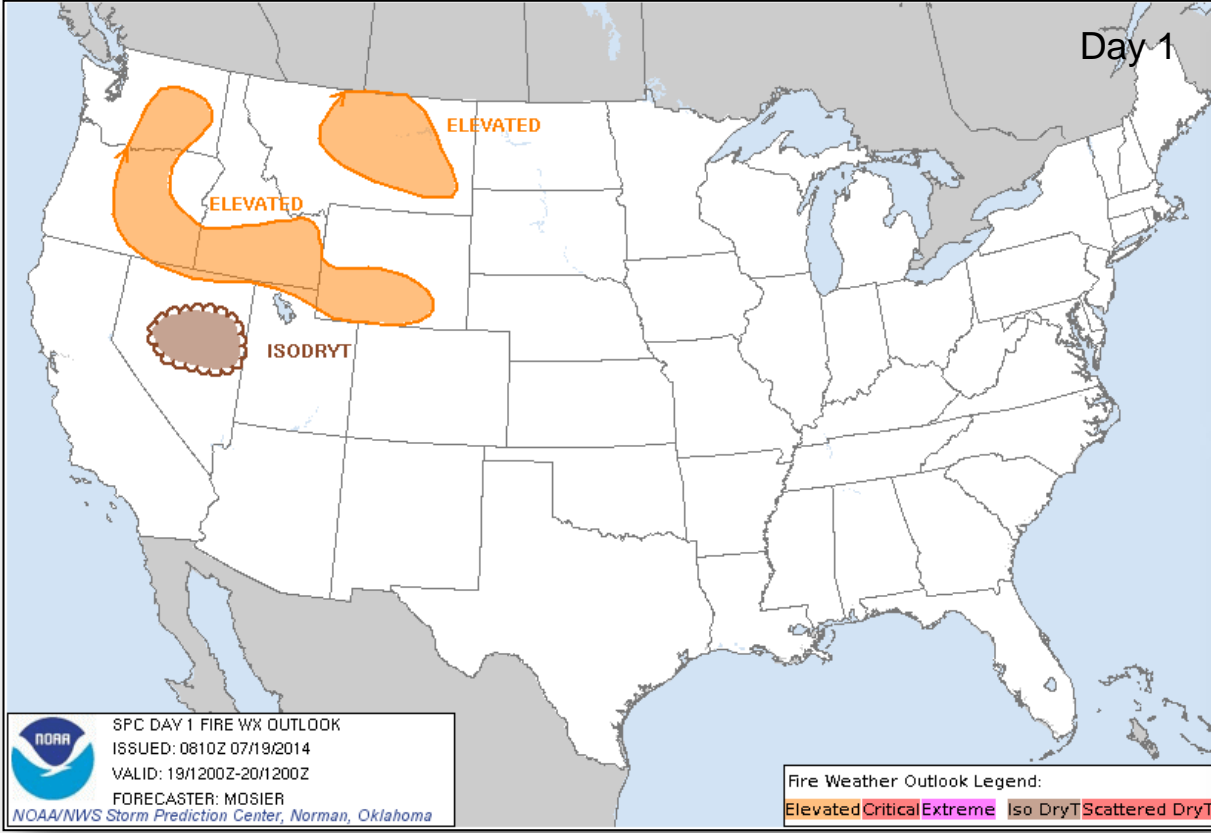 Day 1
ELEVATED
ELEVATED
ISODRYT
NOAA
SPC DAY 1 FIRE WX OUTLOOK
ISSUED: 0810Z 07/19/2014
VALID: 19/1200Z-20/1200Z
FORECASTER: MOSIER
NOAA/NWS Storm Prediction Center, Norman, Oklahoma
Fire Weather Outlook Legend:
Elevated Critical Extreme Iso DryT Scattered DryT